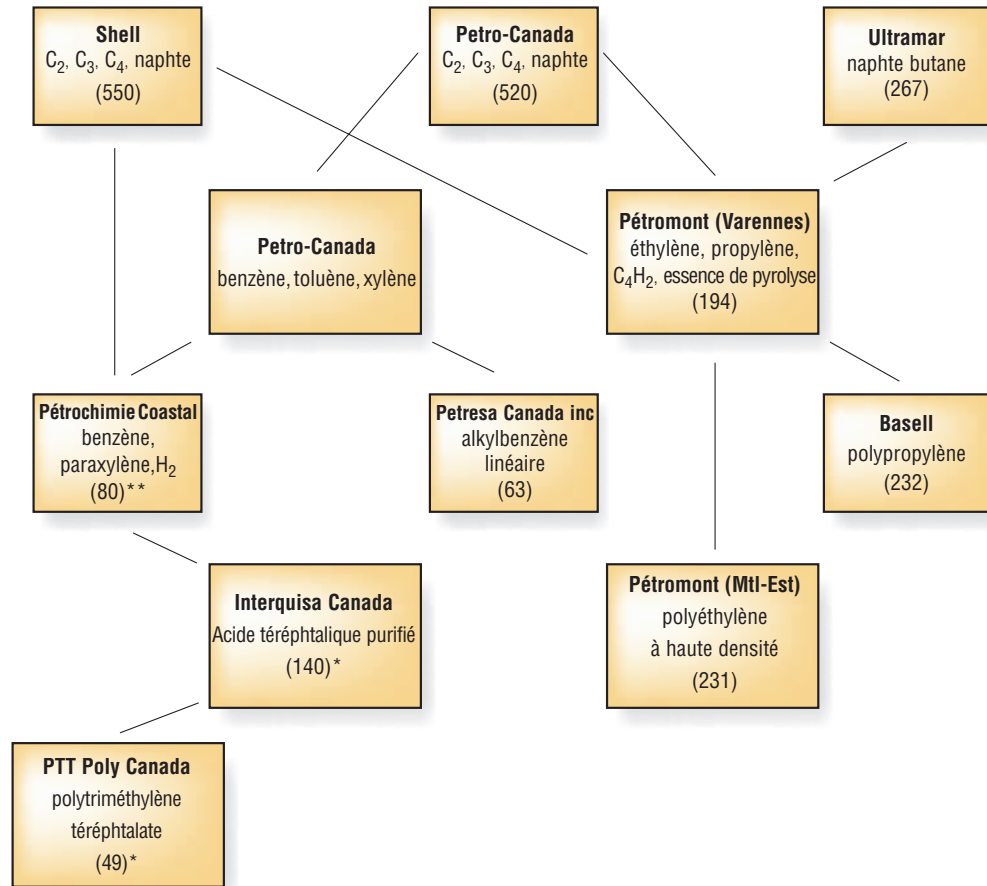 Shell
C₂, C₃, C₄, naphte
(550)
Petro-Canada
C₂, C₃, C₄, naphte
(520)
Ultramar
naphte butane
(267)
Petro-Canada
benzène, toluène, xylène
Pétromont (Varennes)
éthylène, propylène,
C₄H₂, essence de pyrolyse
(194)
Pétrochimie Coastal
benzène,
paraxylène,H₂
(80)**
Petresa Canada inc
alkylbenzène
linéaire
(63)
Basell
polypropylène
(232)
Interquisa Canada
Acide téréphtalique purifié
(140)*
Pétromont (Mtl-Est)
polyéthylène
à haute densité
(231)
PTT Poly Canada
polytriméthylène
téréphtalate
(49)*